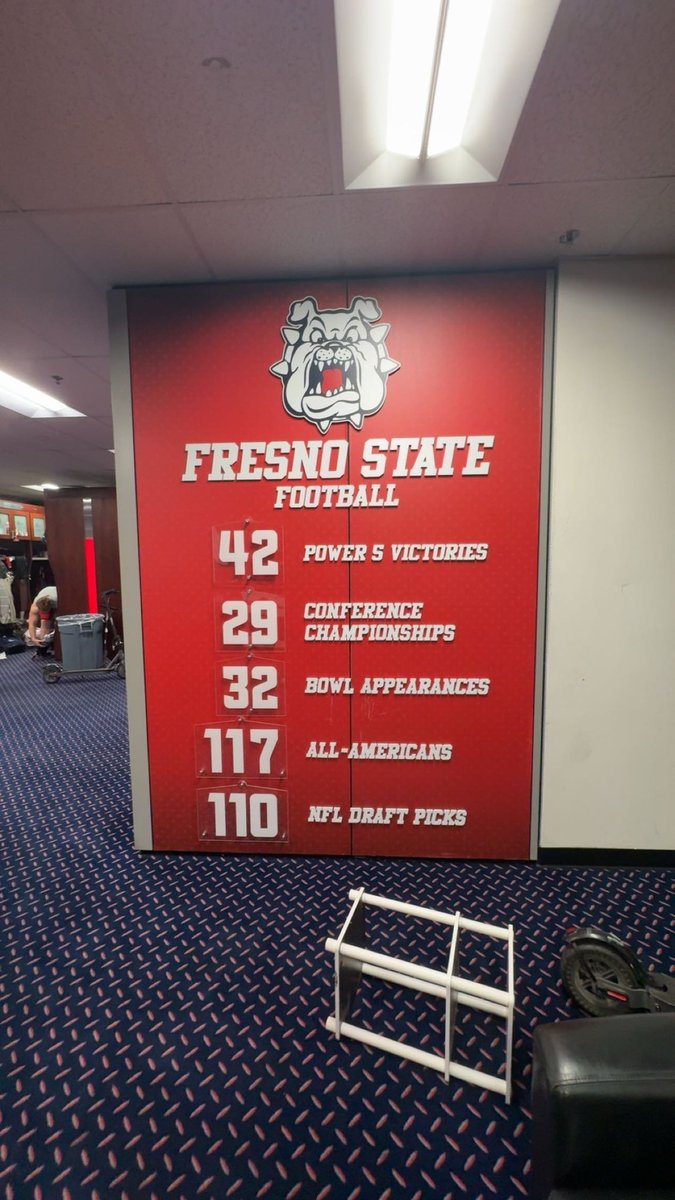 FRESNO STATE
FOOTBALL
42 POWER 5 VICTORIES
29 CONFERENCE
CHAMPIONSHIPS
32 BOWL APPEARANCES
117 ALL-AMERICANS
110 NFL DRAFT PICKS